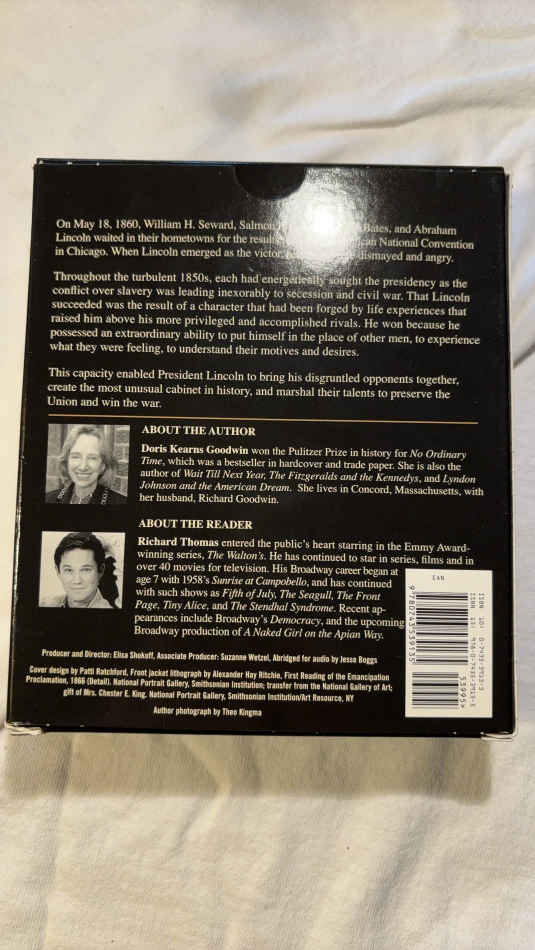 On May 18, 1860, William H. Seward, Salmon Bates, and Abraham
Lincoln waited in their hometowns for the results National Convention
in Chicago. When Lincoln emerged as the victor, dismayed and angry.
Throughout the turbulent 1850s, each had energetically sought the presidency as the
conflict over slavery was leading inexorably to secession and civil war. That Lincoln
succeeded was the result of a character that had been forged by life experiences that
raised him above his more privileged and accomplished rivals. He won because he
possessed an extraordinary ability to put himself in the place of other men, to experience
what they were feeling, to understand their motives and desires.
This capacity enabled President Lincoln to bring his disgruntled opponents together,
create the most unusual cabinet in history, and marshal their talents to preserve the
Union and win the war.
ABOUT THE AUTHOR
Doris Kearns Goodwin won the Pulitzer Prize in history for No Ordinary
Time, which was a bestseller in hardcover and trade paper. She is also the
author of Wait Till Next Year, The Fitzgeralds and the Kennedys, and Lyndon
Johnson and the American Dream. She lives in Concord, Massachusetts, with
her husband, Richard Goodwin.
ABOUT THE READER
Richard Thomas entered the public's heart starring in the Emmy Award-
winning series, The Walton's. He has continued to star in series, films and in
over 40 movies for television. His Broadway career began at
age 7 with 1958's Sunrise at Campobello, and has continued
with such shows as Fifth of July, The Seagull, The Front
Page, Tiny Alice, and The Stendhal Syndrome. Recent ap-
pearances include Broadway's Democracy, and the upcoming
Broadway production of A Naked Girl on the Apian Way.
EAN
9 780743 539135
53995>
Producer and Director: Elisa Shokoff, Associate Producer: Suzanne Wetzel, Abridged for audio by Jessa Boggs
Cover design by Patti Ratchford, Front jacket lithograph by Alexander Hay Ritchie, First Reading of the Emancipation
Proclamation, 1866 (Detail). National Portrait Gallery, Smithsonian Institution; transfer from the National Gallery of Art;
gift of Mrs. Chester E. King. National Portrait Gallery, Smithsonian Institution/Art Resource, NY
Author photograph by Theo Kingma